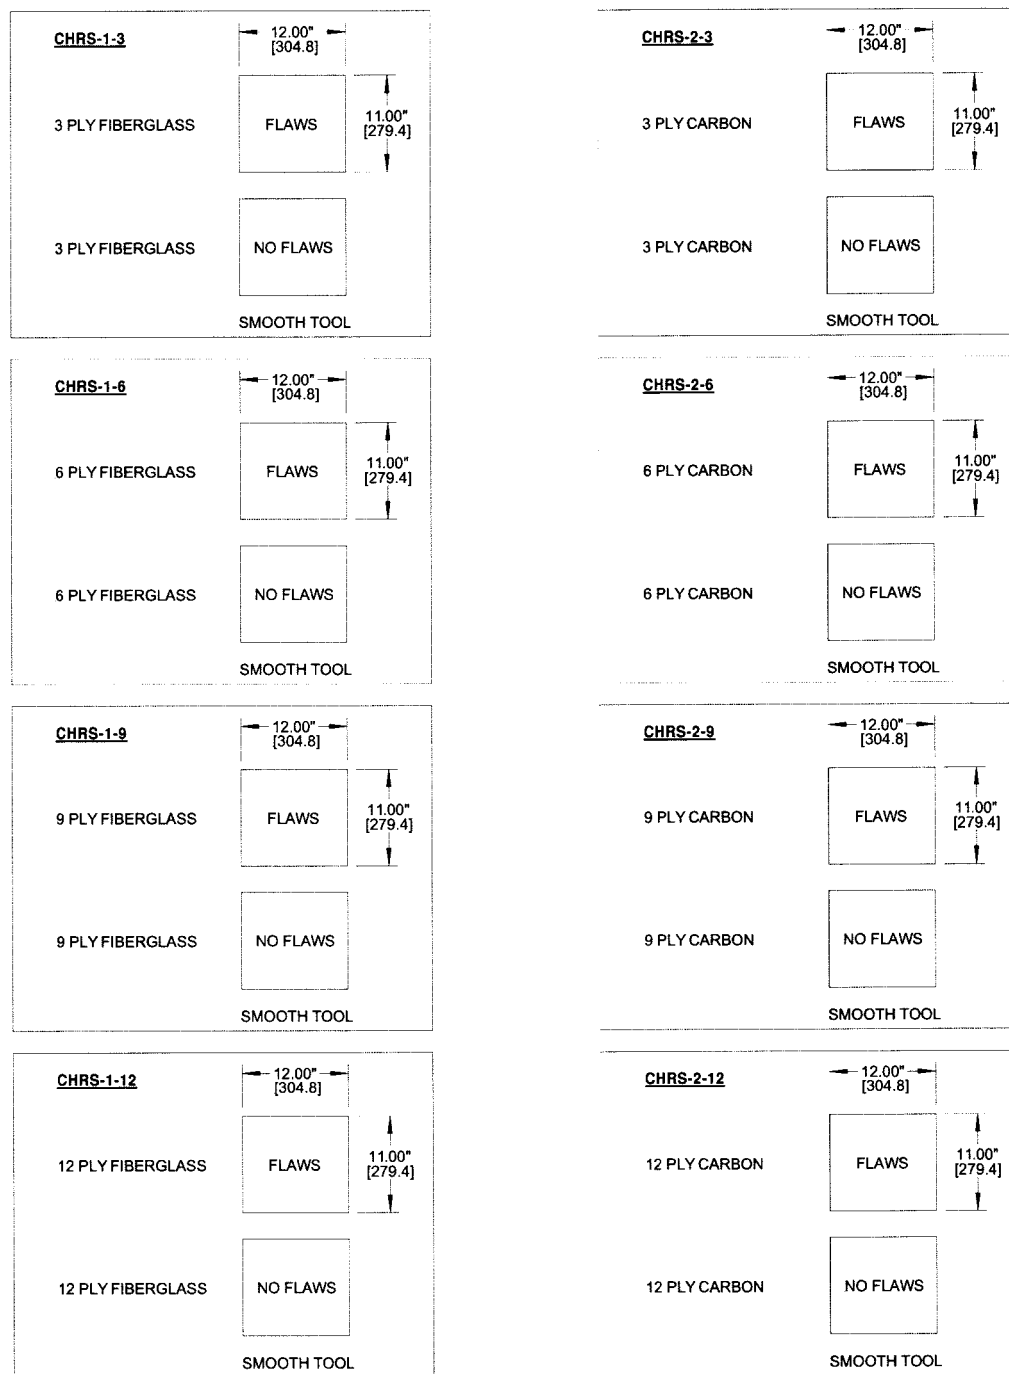 CHRS-1-3
12.00"
[304.8]
3 PLY FIBERGLASS
FLAWS
11.00"
[279.4]
3 PLY FIBERGLASS
NO FLAWS
SMOOTH TOOL
CHRS-2-3
12.00"
[304.8]
3 PLY CARBON
FLAWS
11.00"
[279.4]
3 PLY CARBON
NO FLAWS
SMOOTH TOOL
CHRS-1-6
12.00"
[304.8]
6 PLY FIBERGLASS
FLAWS
11.00"
[279.4]
6 PLY FIBERGLASS
NO FLAWS
SMOOTH TOOL
CHRS-2-6
12.00"
[304.8]
6 PLY CARBON
FLAWS
11.00"
[279.4]
6 PLY CARBON
NO FLAWS
SMOOTH TOOL
CHRS-1-9
12.00"
[304.8]
9 PLY FIBERGLASS
FLAWS
11.00"
[279.4]
9 PLY FIBERGLASS
NO FLAWS
SMOOTH TOOL
CHRS-2-9
12.00"
[304.8]
9 PLY CARBON
FLAWS
11.00"
[279.4]
9 PLY CARBON
NO FLAWS
SMOOTH TOOL
CHRS-1-12
12.00"
[304.8]
12 PLY FIBERGLASS
FLAWS
11.00"
[279.4]
12 PLY FIBERGLASS
NO FLAWS
SMOOTH TOOL
CHRS-2-12
12.00"
[304.8]
12 PLY CARBON
FLAWS
11.00"
[279.4]
12 PLY CARBON
NO FLAWS
SMOOTH TOOL